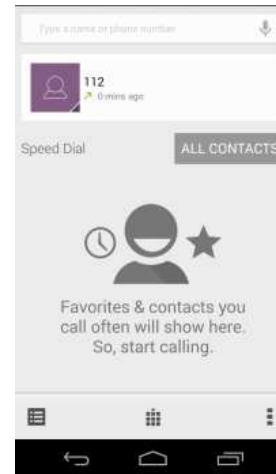 Type a name or phone number
112
0 mins ago
Speed Dial
ALL CONTACTS
Favorites & contacts you
call often will show here.
So, start calling.